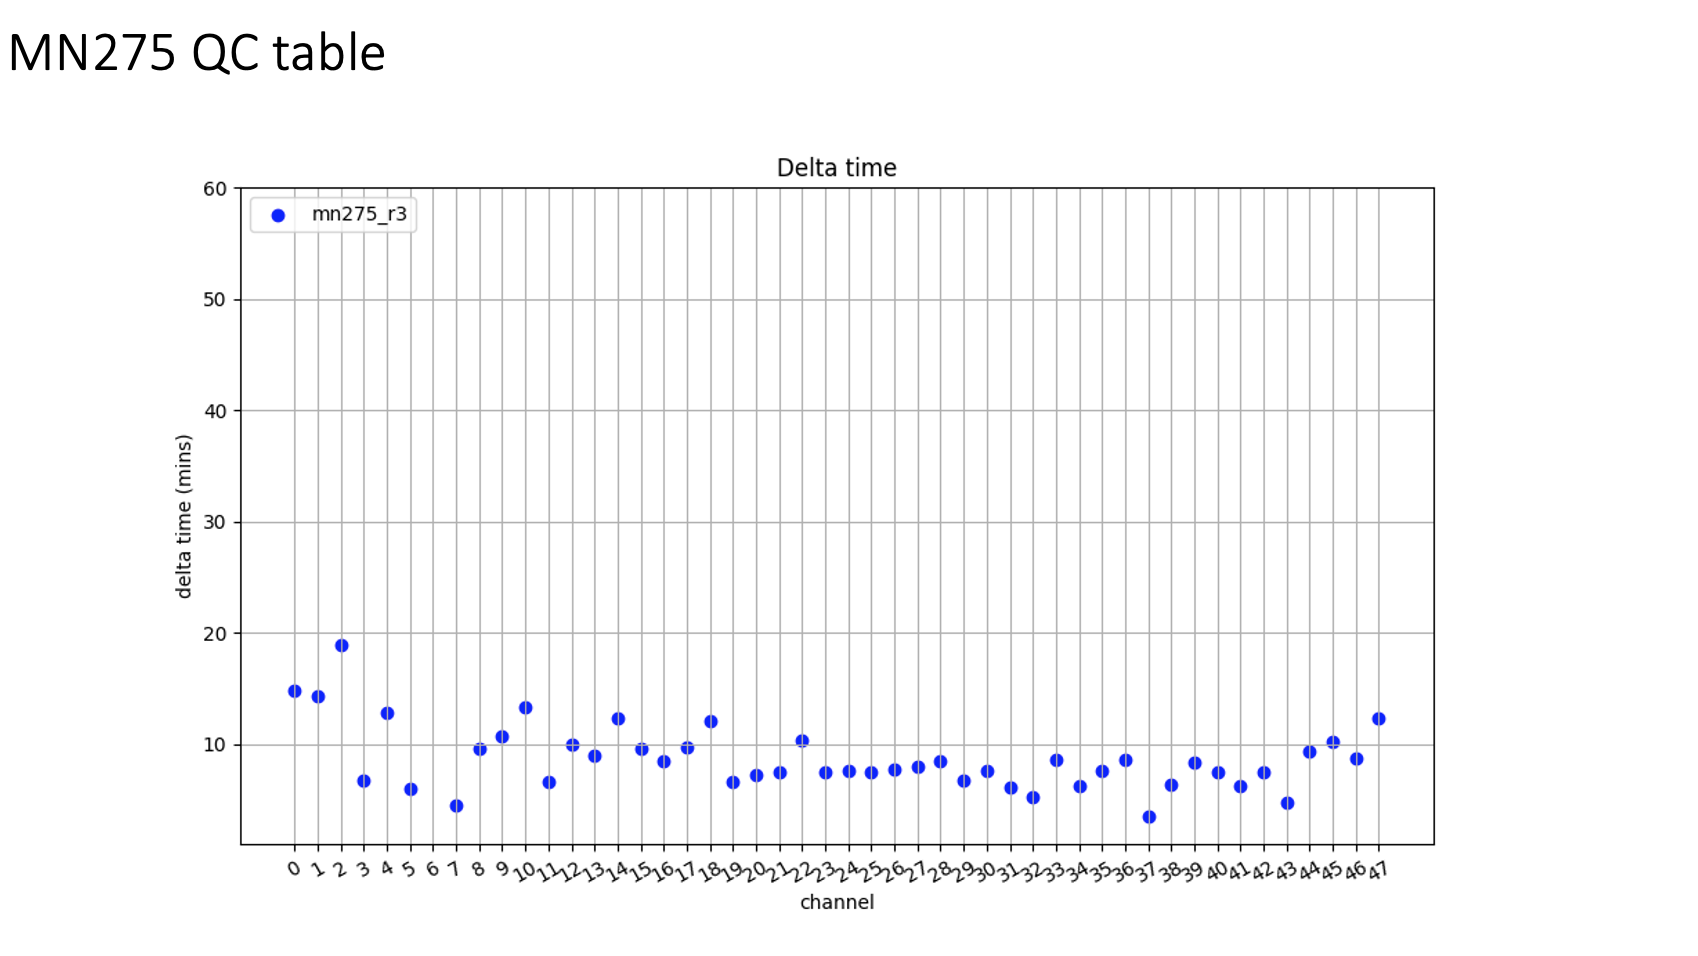 MN275 QC table
Delta time
mn275_r3
60
50
40
30
20
10
delta time (mins)
0 1 2 3 4 5 6 7 8 9 10 11 12 13 14 15 16 17 18 19 20 21 22 23 24 25 26 27 28 29 30 31 32 33 34 35 36 37 38 39 40 41 42 43 44 45 46 47
channel